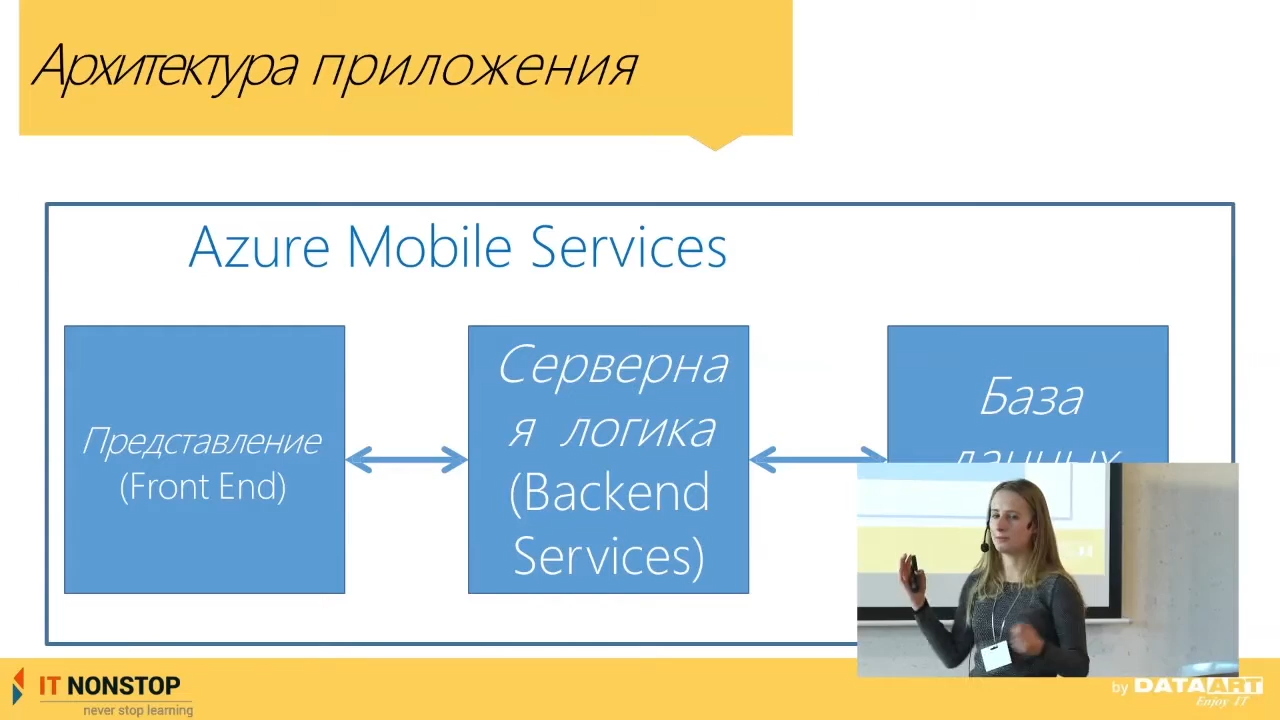 Архитектура приложения
Azure Mobile Services
Представление
(Front End)
Серверна
я логика
(Backend
Services)
База
данных
IT NONSTOP
never stop learning
by DATAART
Enjoy IT